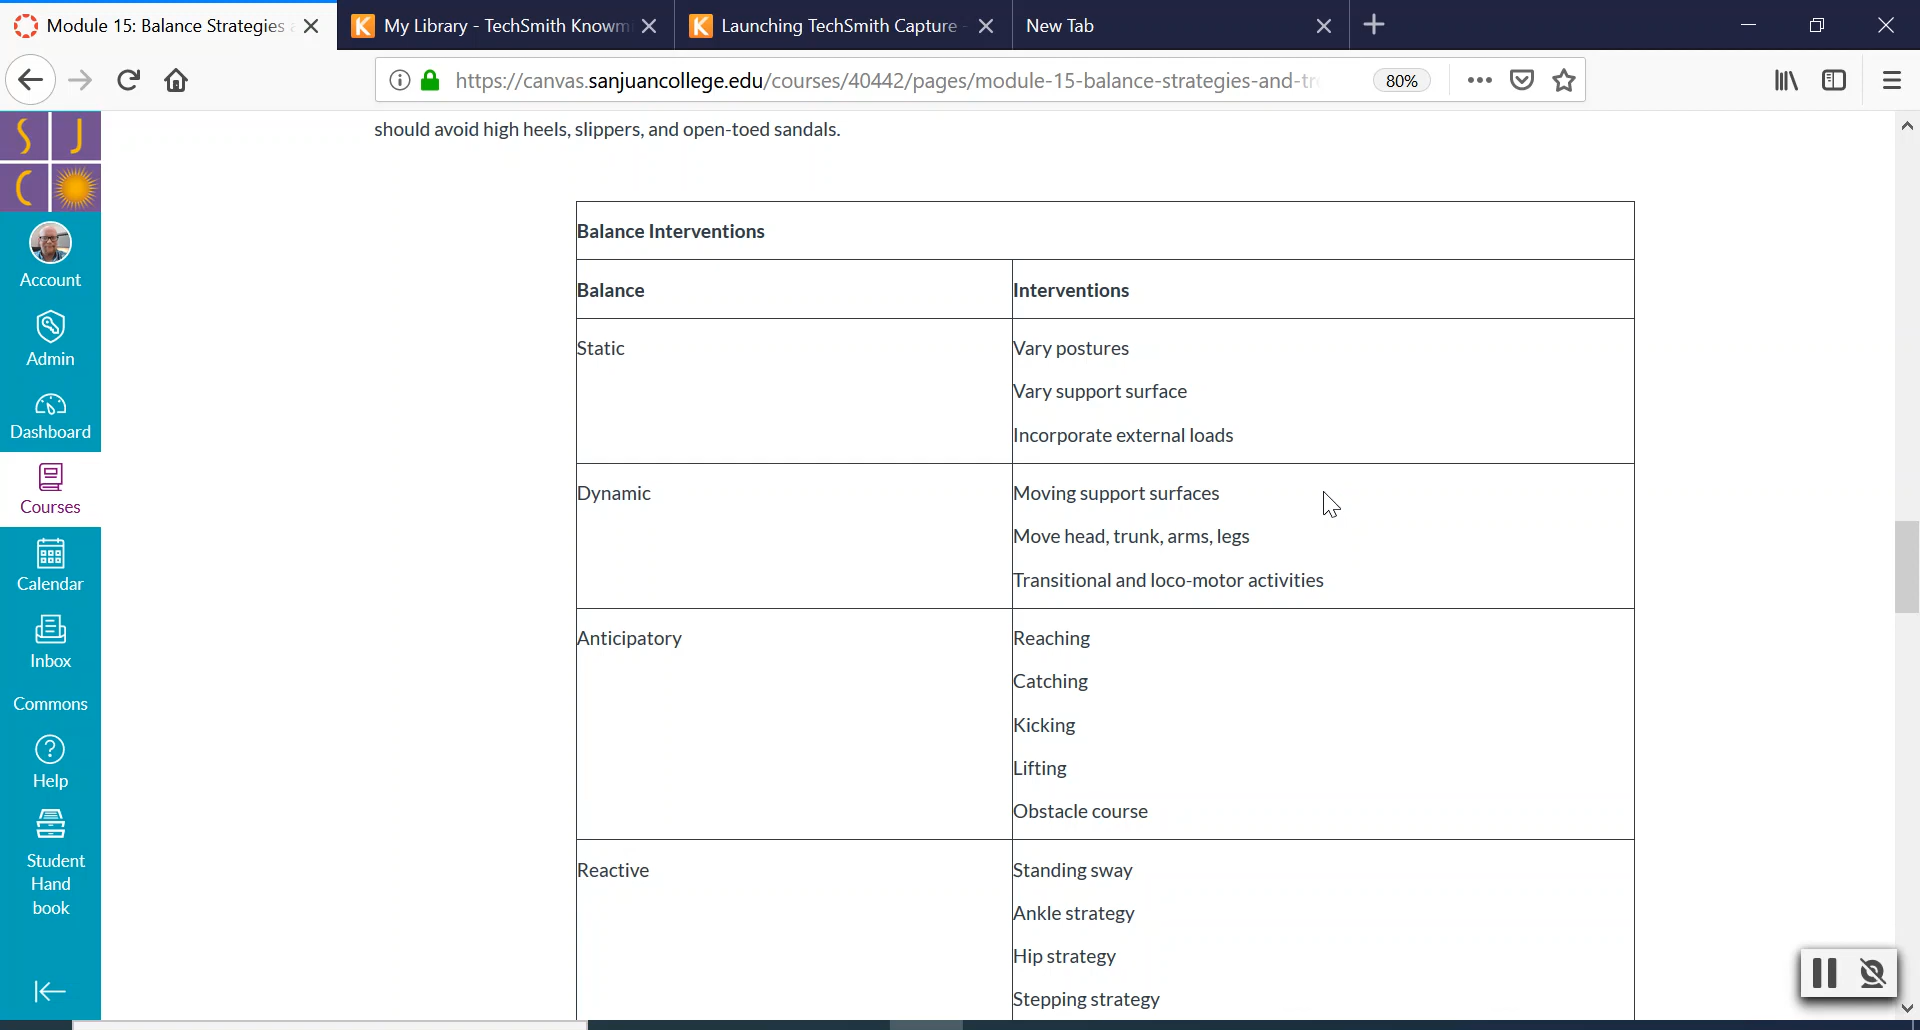 Module 15: Balance Strategies
My Library - TechSmith Knowm
Launching TechSmith Capture -
New Tab
https://canvas.sanjuancollege.edu/courses/40442/pages/module-15-balance-strategies-and-tr
80%
S J
C
Account
Admin
Dashboard
Courses
Calendar
Inbox
Commons
Help
Student
Hand
book
should avoid high heels, slippers, and open-toed sandals.
Balance Interventions
Balance
Interventions
Static
Vary postures
Vary support surface
Incorporate external loads
Dynamic
Moving support surfaces
Move head, trunk, arms, legs
Transitional and loco-motor activities
Anticipatory
Reaching
Catching
Kicking
Lifting
Obstacle course
Reactive
Standing sway
Ankle strategy
Hip strategy
Stepping strategy